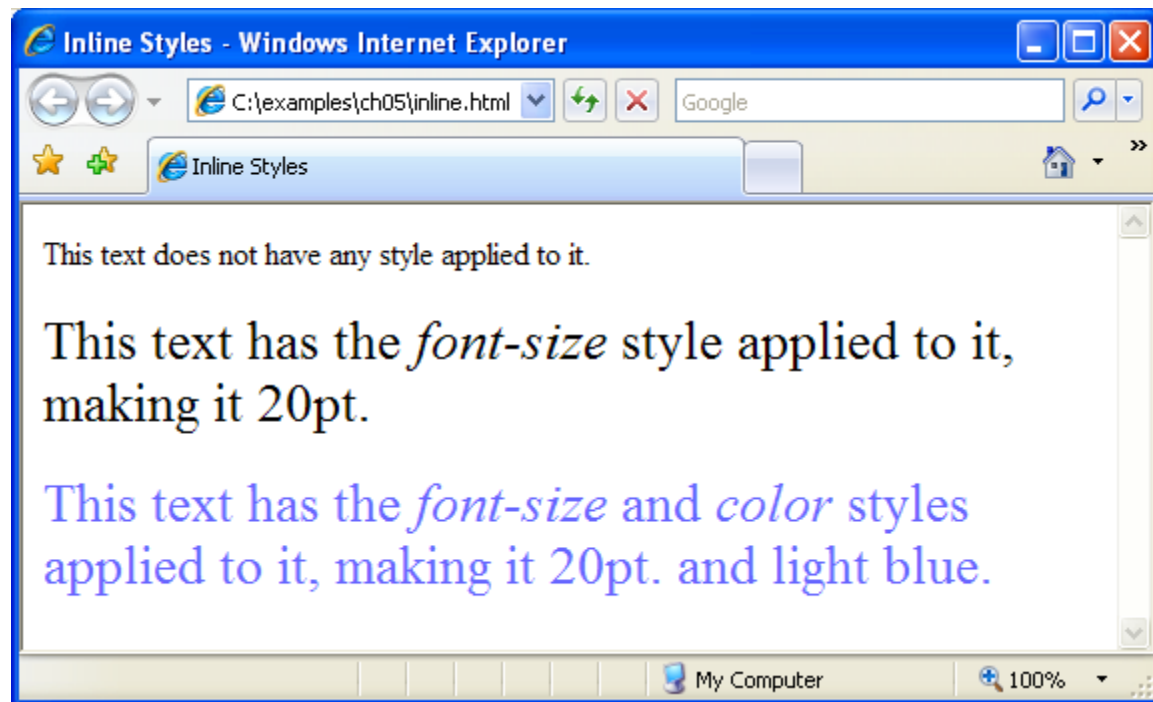 Inline Styles - Windows Internet Explorer
C:\examples\ch05\inline.html
Google
Inline Styles
»
This text does not have any style applied to it.
This text has the font-size style applied to it,
making it 20pt.
This text has the font-size and color styles
applied to it, making it 20pt. and light blue.
My Computer
100%